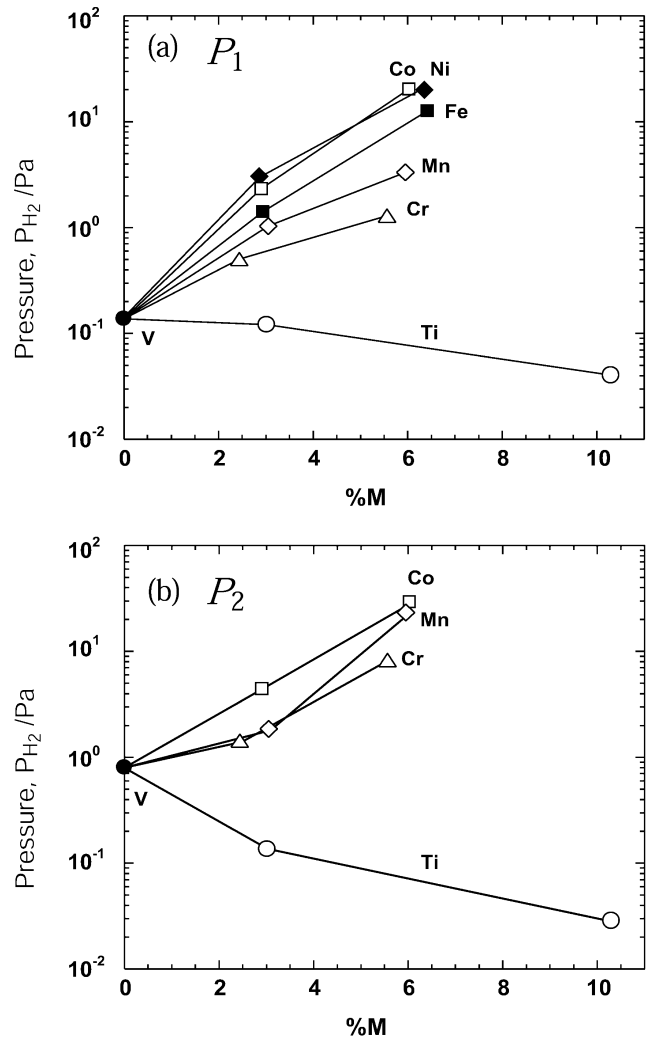 (a) P1
10^2
10^1
10^0
10^-1
10^-2
Pressure, P_H2 /Pa
Co Ni
Fe
Mn
Cr
V
Ti
0 2 4 6 8 10
%M
(b) P2
10^2
10^1
10^0
10^-1
10^-2
Pressure, P_H2 /Pa
Co
Mn
Cr
V
Ti
0 2 4 6 8 10
%M